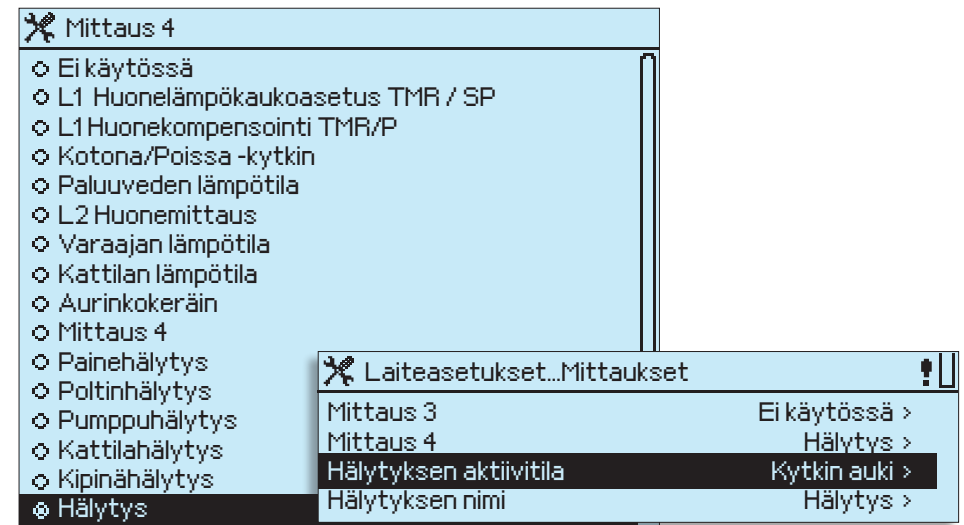 Mittaus 4
Ei käytössä
L1 Huonelämpökaukoasetus TMR / SP
L1 Huonekompensointi TMR/P
Kotona/Poissa -kytkin
Paluuveden lämpötila
L2 Huonemittaus
Varaajan lämpötila
Kattilan lämpötila
Aurinkokeräin
Mittaus 4
Painehälytys
Poltinhälytys
Pumppuhälytys
Kattilahälytys
Kipinähälytys
Hälytys
Laiteasetukset...Mittaukset
Mittaus 3 Ei käytössä >
Mittaus 4 Hälytys >
Hälytyksen aktiivitila Kytkin auki >
Hälytyksen nimi Hälytys >